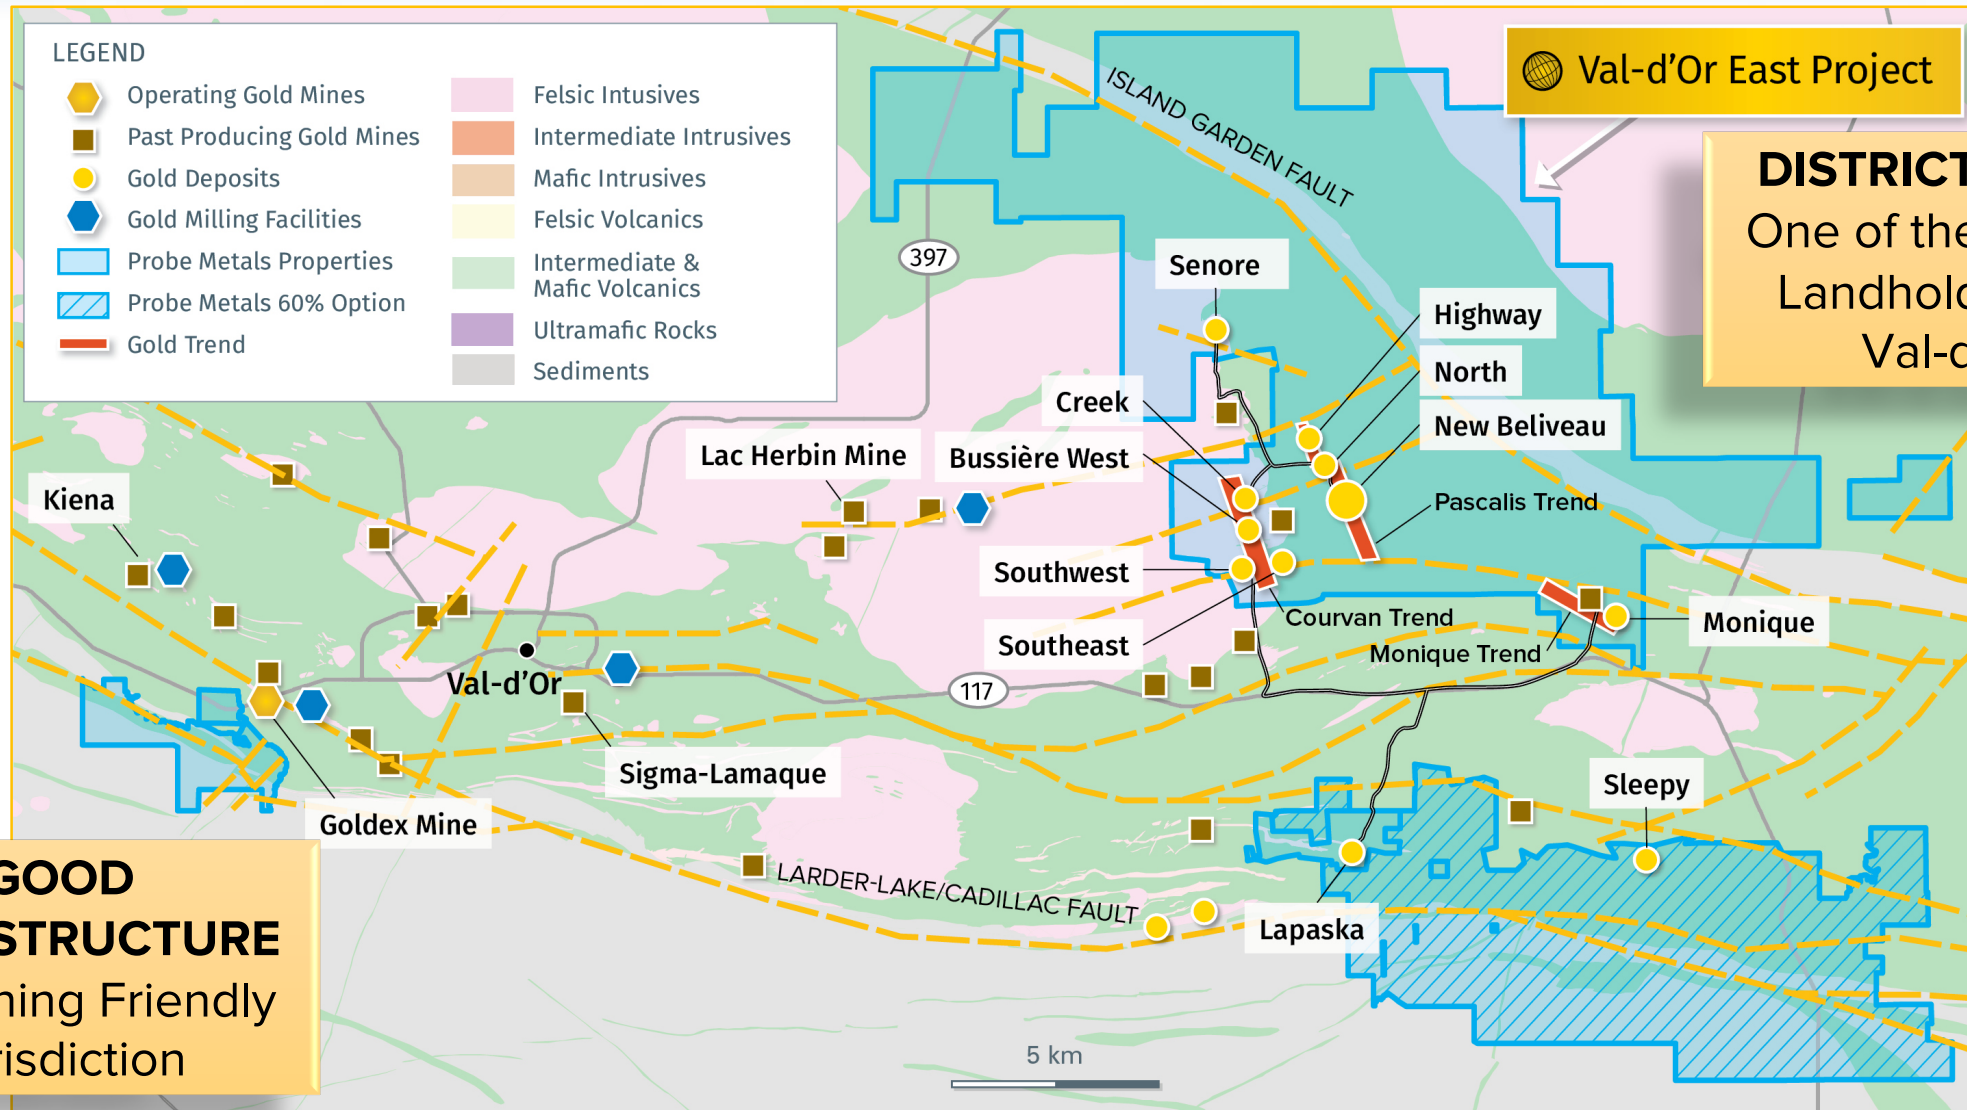 LEGEND
Operating Gold Mines
Past Producing Gold Mines
Gold Deposits
Gold Milling Facilities
Probe Metals Properties
Probe Metals 60% Option
Gold Trend
Felsic Intusives
Intermediate Intrusives
Mafic Intrusives
Felsic Volcanics
Intermediate &
Mafic Volcanics
Ultramafic Rocks
Sediments
Val-d'Or East Project
DISTRICT
One of the
Landhold
Val-d
ISLAND GARDEN FAULT
397
Senore
Highway
North
New Beliveau
Creek
Bussière West
Lac Herbin Mine
Kiena
Pascalis Trend
Southwest
Southeast
Courvan Trend
Monique Trend
Monique
Val-d'Or
117
Sigma-Lamaque
Goldex Mine
Sleepy
Lapaska
LARDER-LAKE/CADILLAC FAULT
GOOD
STRUCTURE
ning Friendly
risdiction
5 km